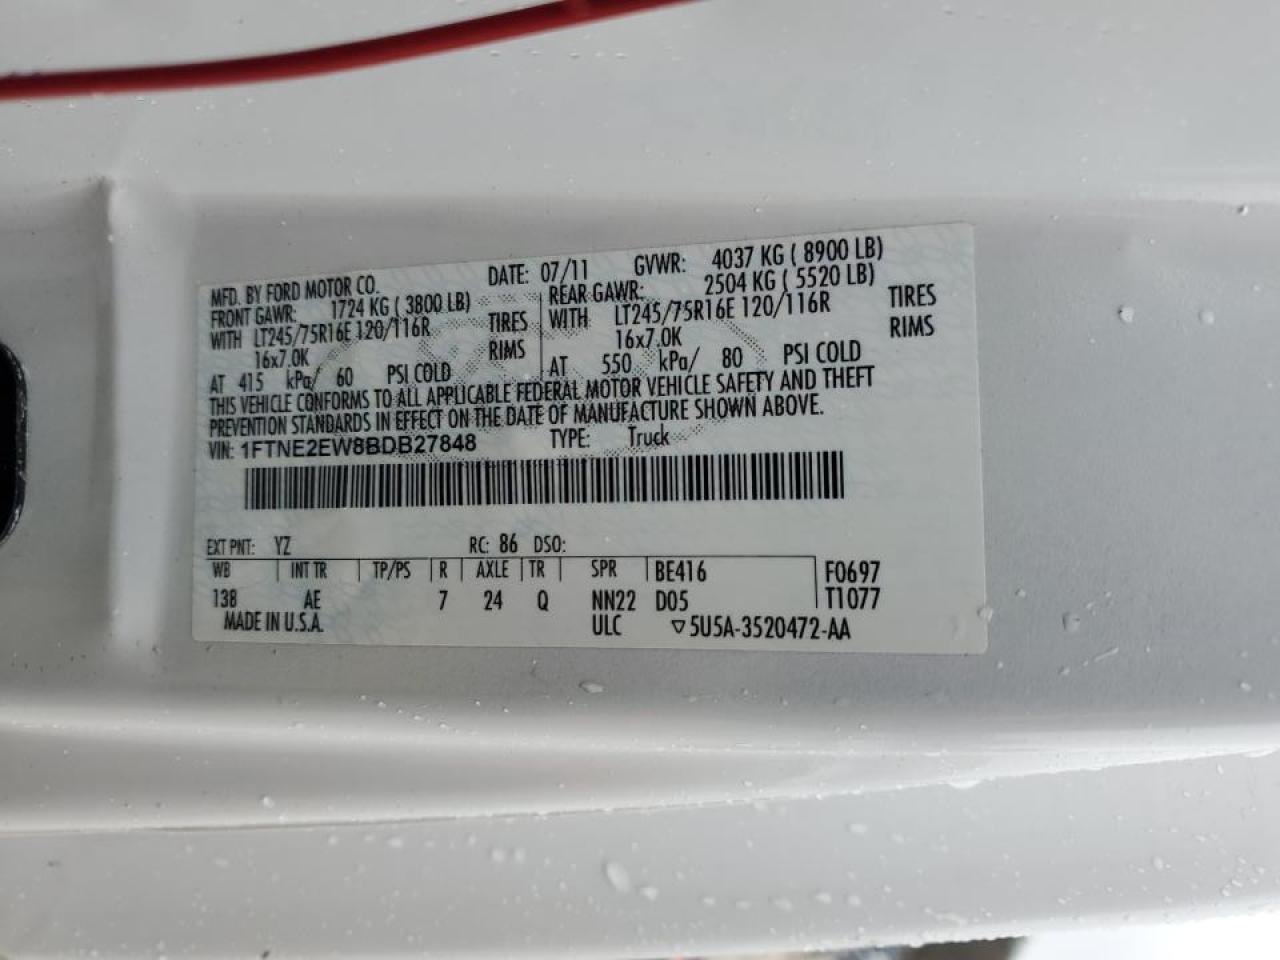 MFD. BY FORD MOTOR CO. DATE: 07/11 GVWR: 4037 KG ( 8900 LB)
FRONT GAWR: 1724 KG ( 3800 LB) REAR GAWR: 2504 KG ( 5520 LB)
WITH LT245/75R16E 120/116R TIRES WITH LT245/75R16E 120/116R TIRES
16x7.0K RIMS 16x7.0K RIMS
AT 415 kPa/ 60 PSI COLD AT 550 kPa/ 80 PSI COLD
THIS VEHICLE CONFORMS TO ALL APPLICABLE FEDERAL MOTOR VEHICLE SAFETY AND THEFT
PREVENTION STANDARDS IN EFFECT ON THE DATE OF MANUFACTURE SHOWN ABOVE.
VIN: 1FTNE2EW8BDB27848 TYPE: Truck
EXT PNT: YZ RC: 86 DSO:
WB INT TR TP/PS R AXLE TR SPR BE416 F0697
138 AE 7 24 Q NN22 D05 T1077
MADE IN U.S.A. ULC ▽5U5A-3520472-AA